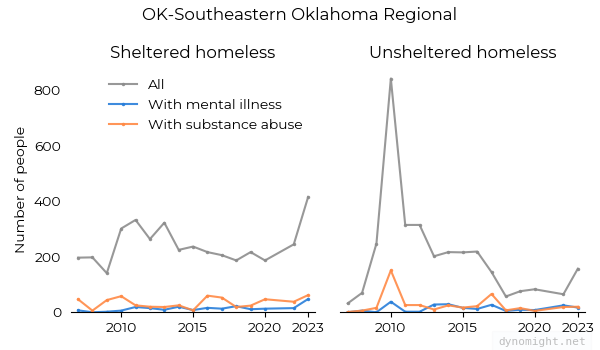 OK-Southeastern Oklahoma Regional
Sheltered homeless
Unsheltered homeless
All
With mental illness
With substance abuse
Number of people
800
600
400
200
0
2010
2015
2020
2023
2010
2015
2020
2023
dynomight.net